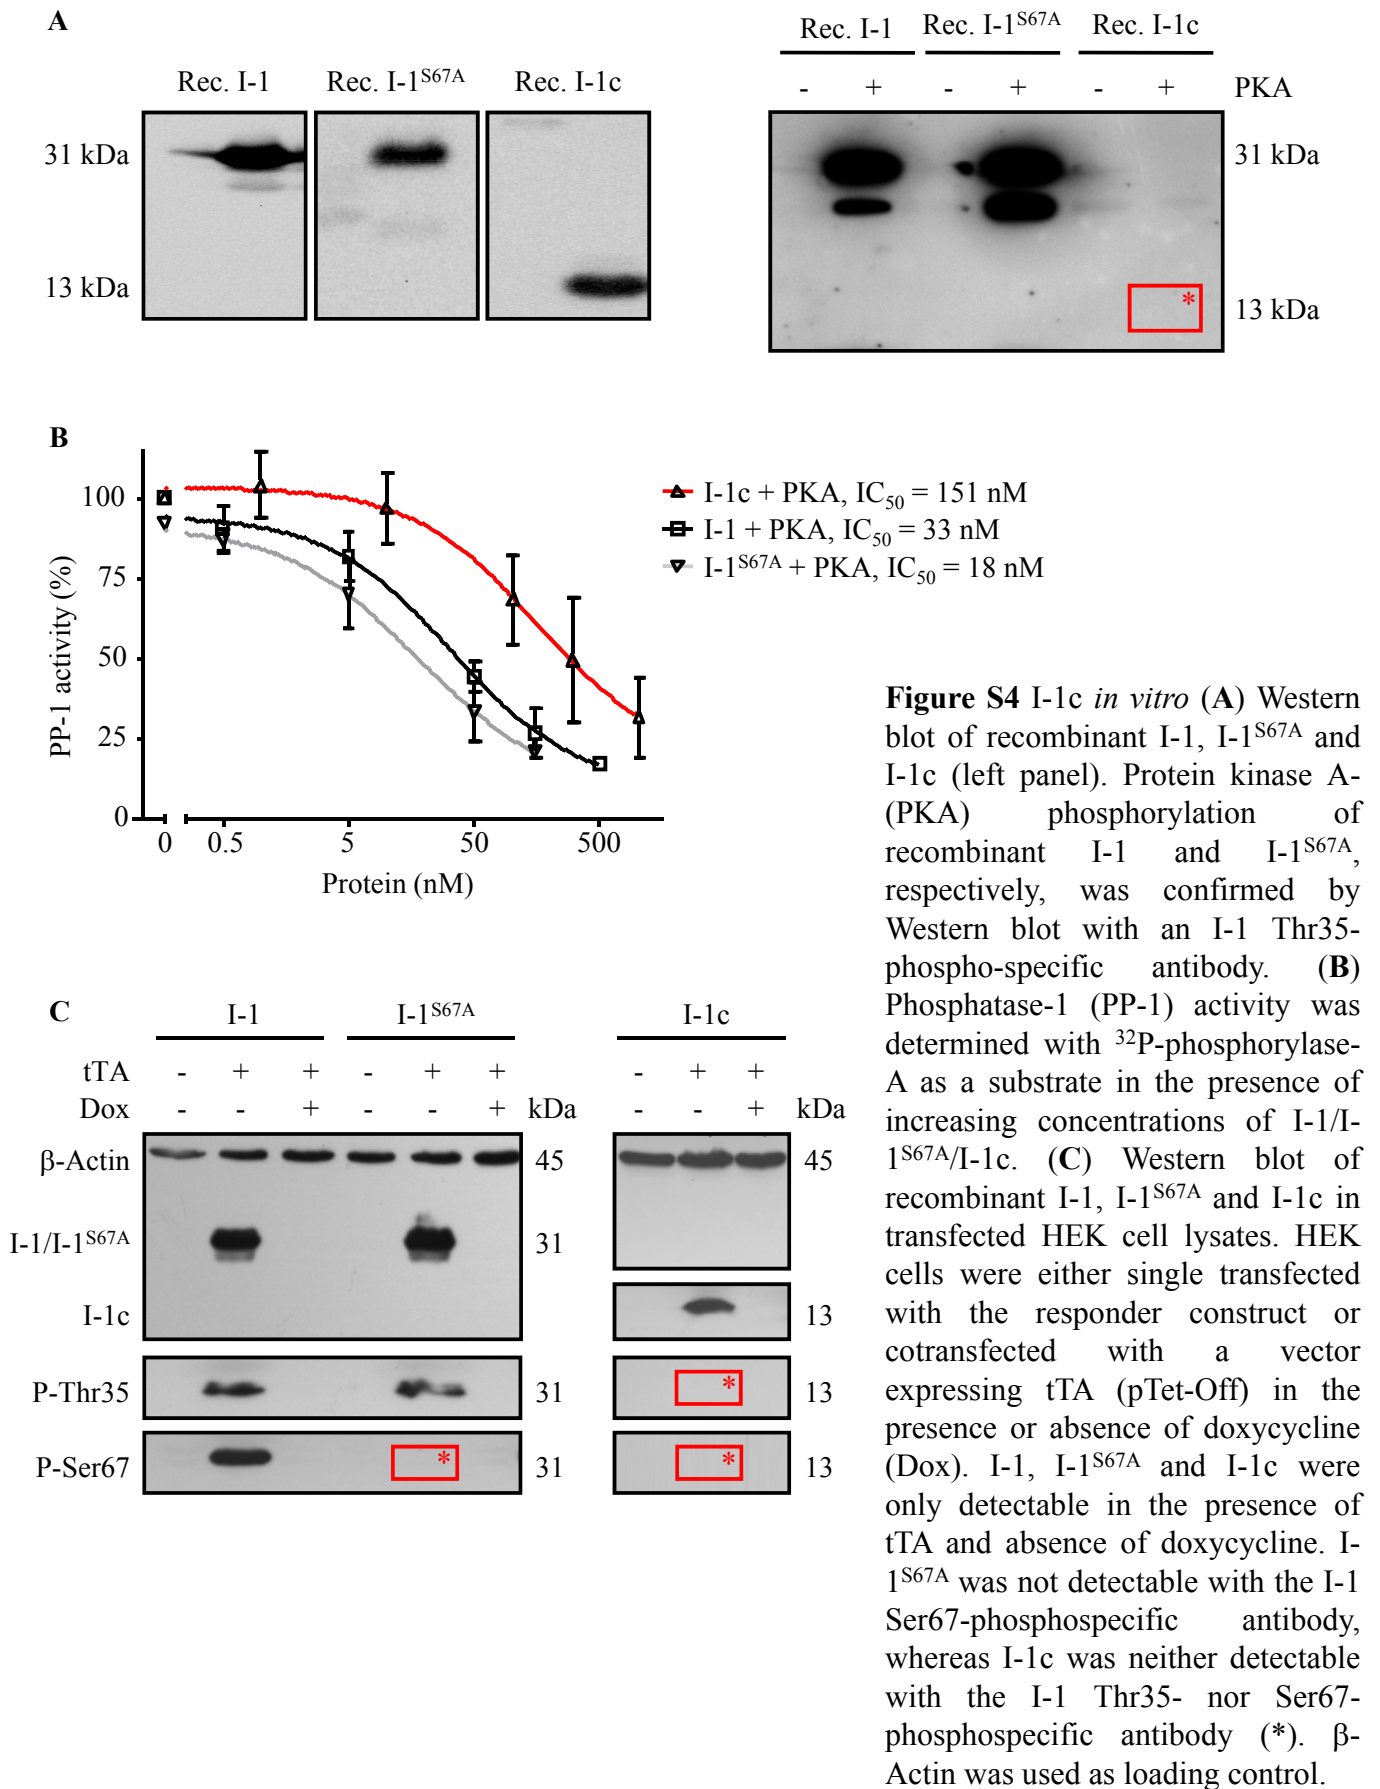 A
Rec. I-1 Rec. I-1S67A Rec. I-1c
31 kDa
13 kDa
Rec. I-1 Rec. I-1S67A Rec. I-1c
- + - + - + PKA
31 kDa
13 kDa
*
B
100
75
50
25
0
PP-1 activity (%)
0 0.5 5 50 500
Protein (nM)
I-1c + PKA, IC50 = 151 nM
I-1 + PKA, IC50 = 33 nM
I-1S67A + PKA, IC50 = 18 nM
C
I-1 I-1S67A I-1c
tTA - + + - + + - + +
Dox - - + - - + kDa - - + kDa
β-Actin 45 45
I-1/I-1S67A 31
I-1c 13
P-Thr35 31 * 13
P-Ser67 * 31 * 13
Figure S4 I-1c in vitro (A) Western
blot of recombinant I-1, I-1S67A and
I-1c (left panel). Protein kinase A-
(PKA) phosphorylation of
recombinant I-1 and I-1S67A,
respectively, was confirmed by
Western blot with an I-1 Thr35-
phospho-specific antibody. (B)
Phosphatase-1 (PP-1) activity was
determined with 32P-phosphorylase-
A as a substrate in the presence of
increasing concentrations of I-1/I-
1S67A/I-1c. (C) Western blot of
recombinant I-1, I-1S67A and I-1c in
transfected HEK cell lysates. HEK
cells were either single transfected
with the responder construct or
cotransfected with a vector
expressing tTA (pTet-Off) in the
presence or absence of doxycycline
(Dox). I-1, I-1S67A and I-1c were
only detectable in the presence of
tTA and absence of doxycycline. I-
1S67A was not detectable with the I-1
Ser67-phosphospecific antibody,
whereas I-1c was neither detectable
with the I-1 Thr35- nor Ser67-
phosphospecific antibody (*). β-
Actin was used as loading control.